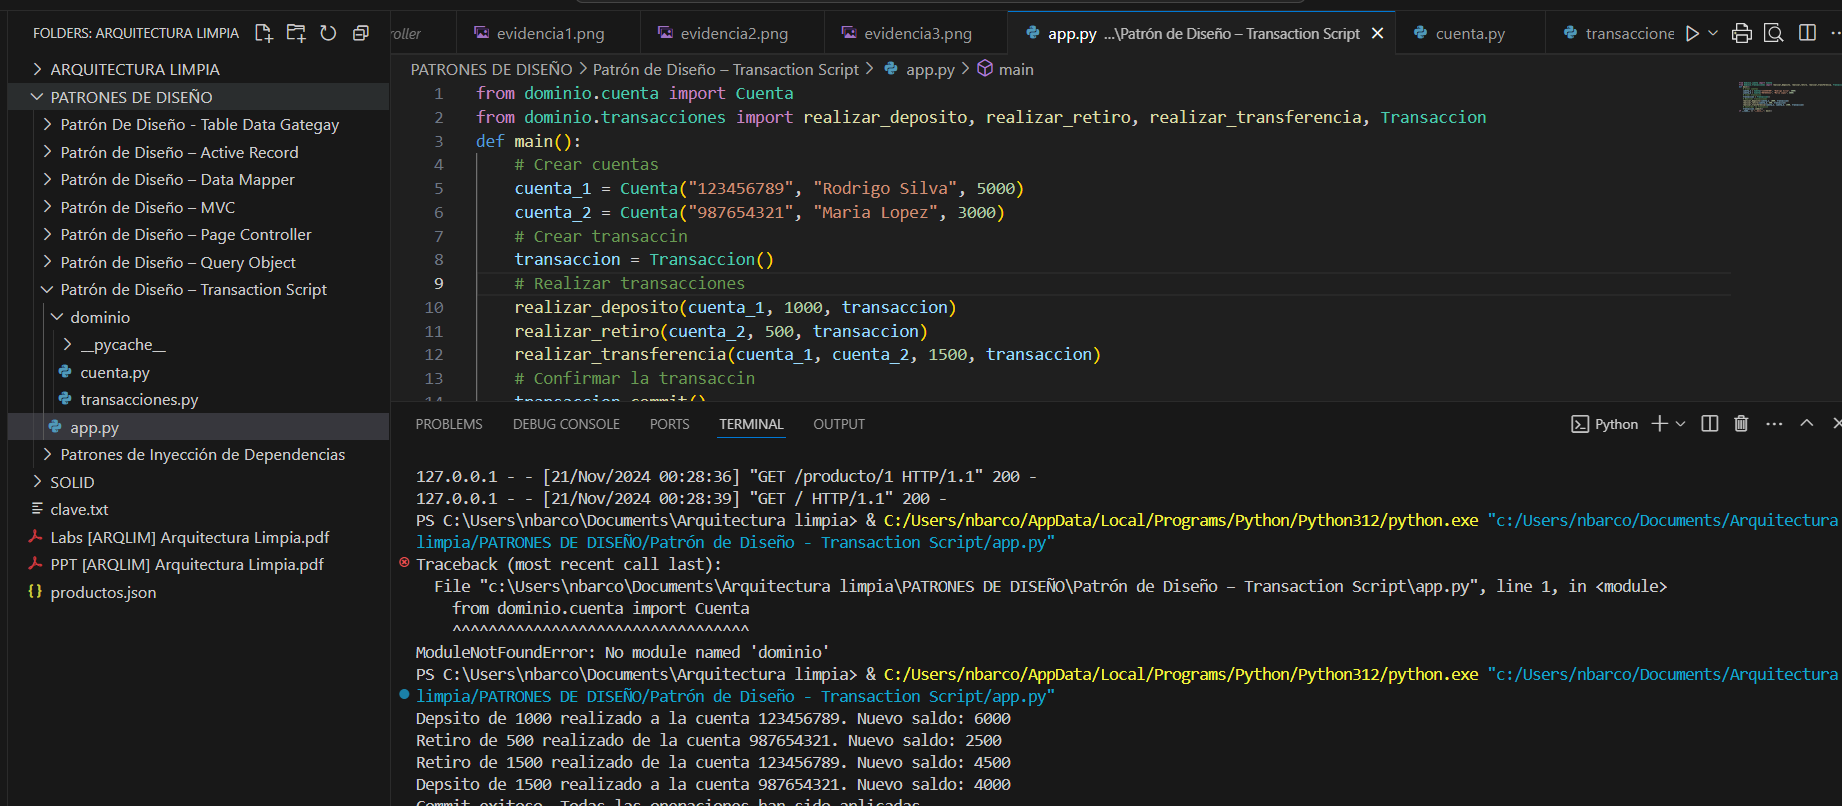 FOLDERS: ARQUITECTURA LIMPIA
ARQUITECTURA LIMPIA
PATRONES DE DISEÑO
Patrón De Diseño - Table Data Gategay
Patrón de Diseño – Active Record
Patrón de Diseño – Data Mapper
Patrón de Diseño – MVC
Patrón de Diseño – Page Controller
Patrón de Diseño – Query Object
Patrón de Diseño – Transaction Script
dominio
__pycache__
cuenta.py
transacciones.py
app.py
Patrones de Inyección de Dependencias
SOLID
clave.txt
Labs [ARQLIM] Arquitectura Limpia.pdf
PPT [ARQLIM] Arquitectura Limpia.pdf
{} productos.json
roller evidencia1.png evidencia2.png evidencia3.png app.py ...\Patrón de Diseño – Transaction Script cuenta.py transaccione
PATRONES DE DISEÑO > Patrón de Diseño – Transaction Script > app.py > main
1 from dominio.cuenta import Cuenta
2 from dominio.transacciones import realizar_deposito, realizar_retiro, realizar_transferencia, Transaccion
3 def main():
4 # Crear cuentas
5 cuenta_1 = Cuenta("123456789", "Rodrigo Silva", 5000)
6 cuenta_2 = Cuenta("987654321", "Maria Lopez", 3000)
7 # Crear transaccin
8 transaccion = Transaccion()
9 # Realizar transacciones
10 realizar_deposito(cuenta_1, 1000, transaccion)
11 realizar_retiro(cuenta_2, 500, transaccion)
12 realizar_transferencia(cuenta_1, cuenta_2, 1500, transaccion)
13 # Confirmar la transaccin
14 transaccion.commit()
PROBLEMS DEBUG CONSOLE PORTS TERMINAL OUTPUT Python
127.0.0.1 - - [21/Nov/2024 00:28:36] "GET /producto/1 HTTP/1.1" 200 -
127.0.0.1 - - [21/Nov/2024 00:28:39] "GET / HTTP/1.1" 200 -
PS C:\Users\nbarco\Documents\Arquitectura limpia> & C:/Users/nbarco/AppData/Local/Programs/Python/Python312/python.exe "c:/Users/nbarco/Documents/Arquitectura
limpia/PATRONES DE DISEÑO/Patrón de Diseño - Transaction Script/app.py"
Traceback (most recent call last):
File "c:\Users\nbarco\Documents\Arquitectura limpia\PATRONES DE DISEÑO\Patrón de Diseño – Transaction Script\app.py", line 1, in <module>
from dominio.cuenta import Cuenta
^^^^^^^^^^^^^^^^^^^^^^^^^^^^^^^^^
ModuleNotFoundError: No module named 'dominio'
PS C:\Users\nbarco\Documents\Arquitectura limpia> & C:/Users/nbarco/AppData/Local/Programs/Python/Python312/python.exe "c:/Users/nbarco/Documents/Arquitectura
limpia/PATRONES DE DISEÑO/Patrón de Diseño - Transaction Script/app.py"
Depsito de 1000 realizado a la cuenta 123456789. Nuevo saldo: 6000
Retiro de 500 realizado de la cuenta 987654321. Nuevo saldo: 2500
Retiro de 1500 realizado de la cuenta 123456789. Nuevo saldo: 4500
Depsito de 1500 realizado a la cuenta 987654321. Nuevo saldo: 4000
Commit exitoso. Todas las operaciones han sido aplicadas.